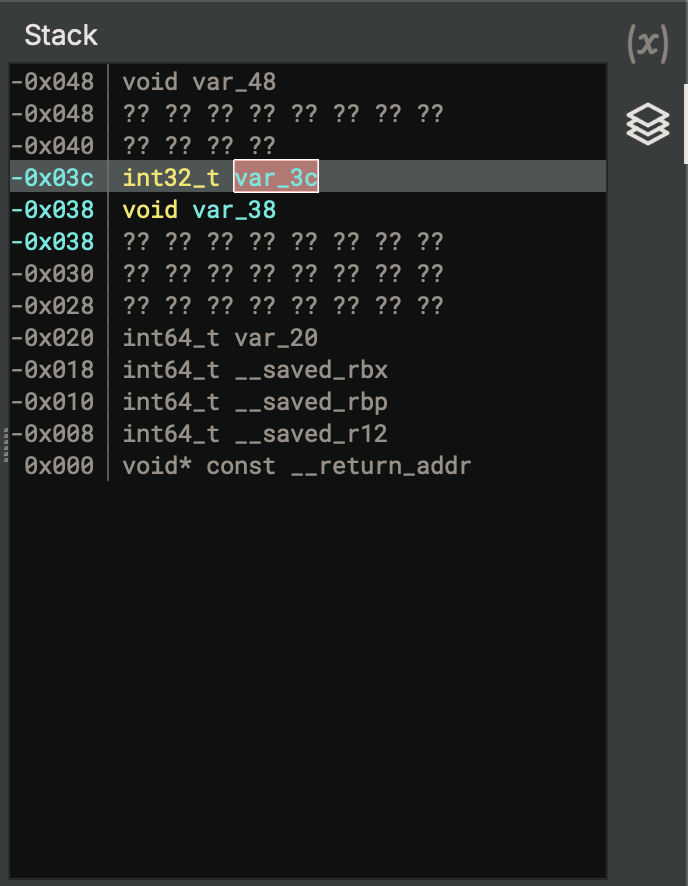 Stack
(x)
-0x048 void var_48
-0x048 ?? ?? ?? ?? ?? ?? ?? ??
-0x040 ?? ?? ?? ??
-0x03c int32_t var_3c
-0x038 void var_38
-0x038 ?? ?? ?? ?? ?? ?? ?? ??
-0x030 ?? ?? ?? ?? ?? ?? ?? ??
-0x028 ?? ?? ?? ?? ?? ?? ?? ??
-0x020 int64_t var_20
-0x018 int64_t __saved_rbx
-0x010 int64_t __saved_rbp
-0x008 int64_t __saved_r12
0x000 void* const __return_addr